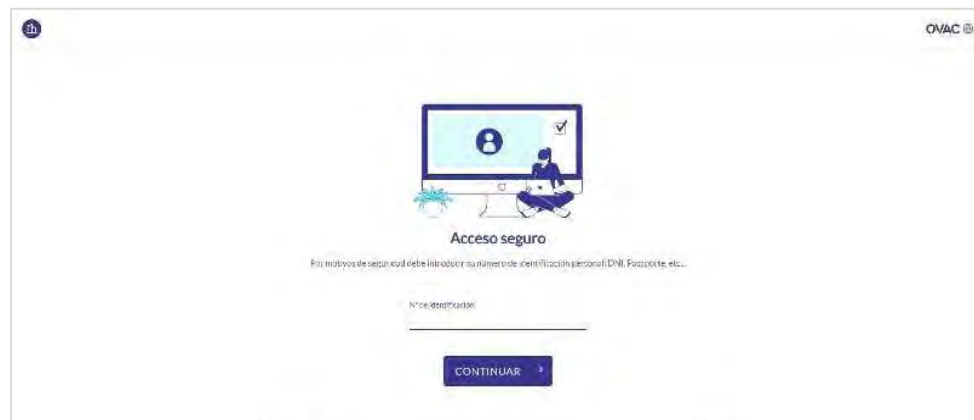 OVAC
Acceso seguro
Por motivos de seguridad debe introducir su número de identificación personal: DNI, Pasaporte, etc...
Nº de identificación
CONTINUAR